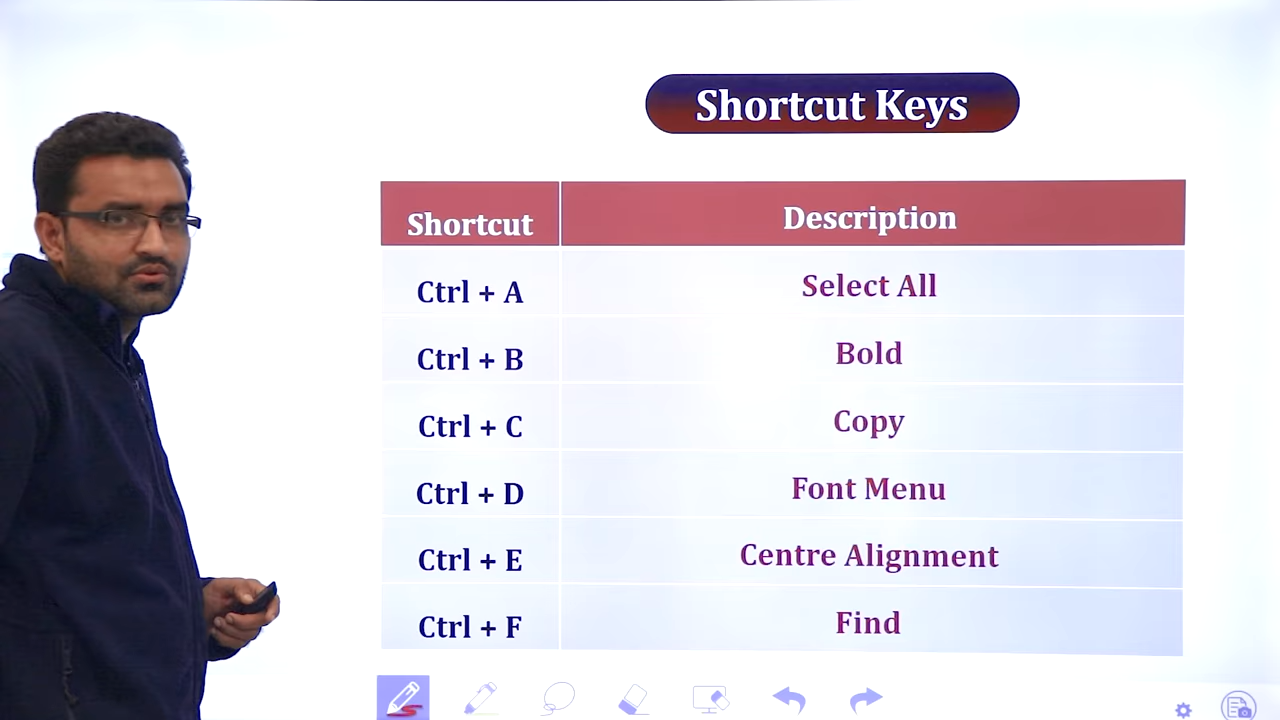 Shortcut Keys
Shortcut Description
Ctrl + A Select All
Ctrl + B Bold
Ctrl + C Copy
Ctrl + D Font Menu
Ctrl + E Centre Alignment
Ctrl + F Find